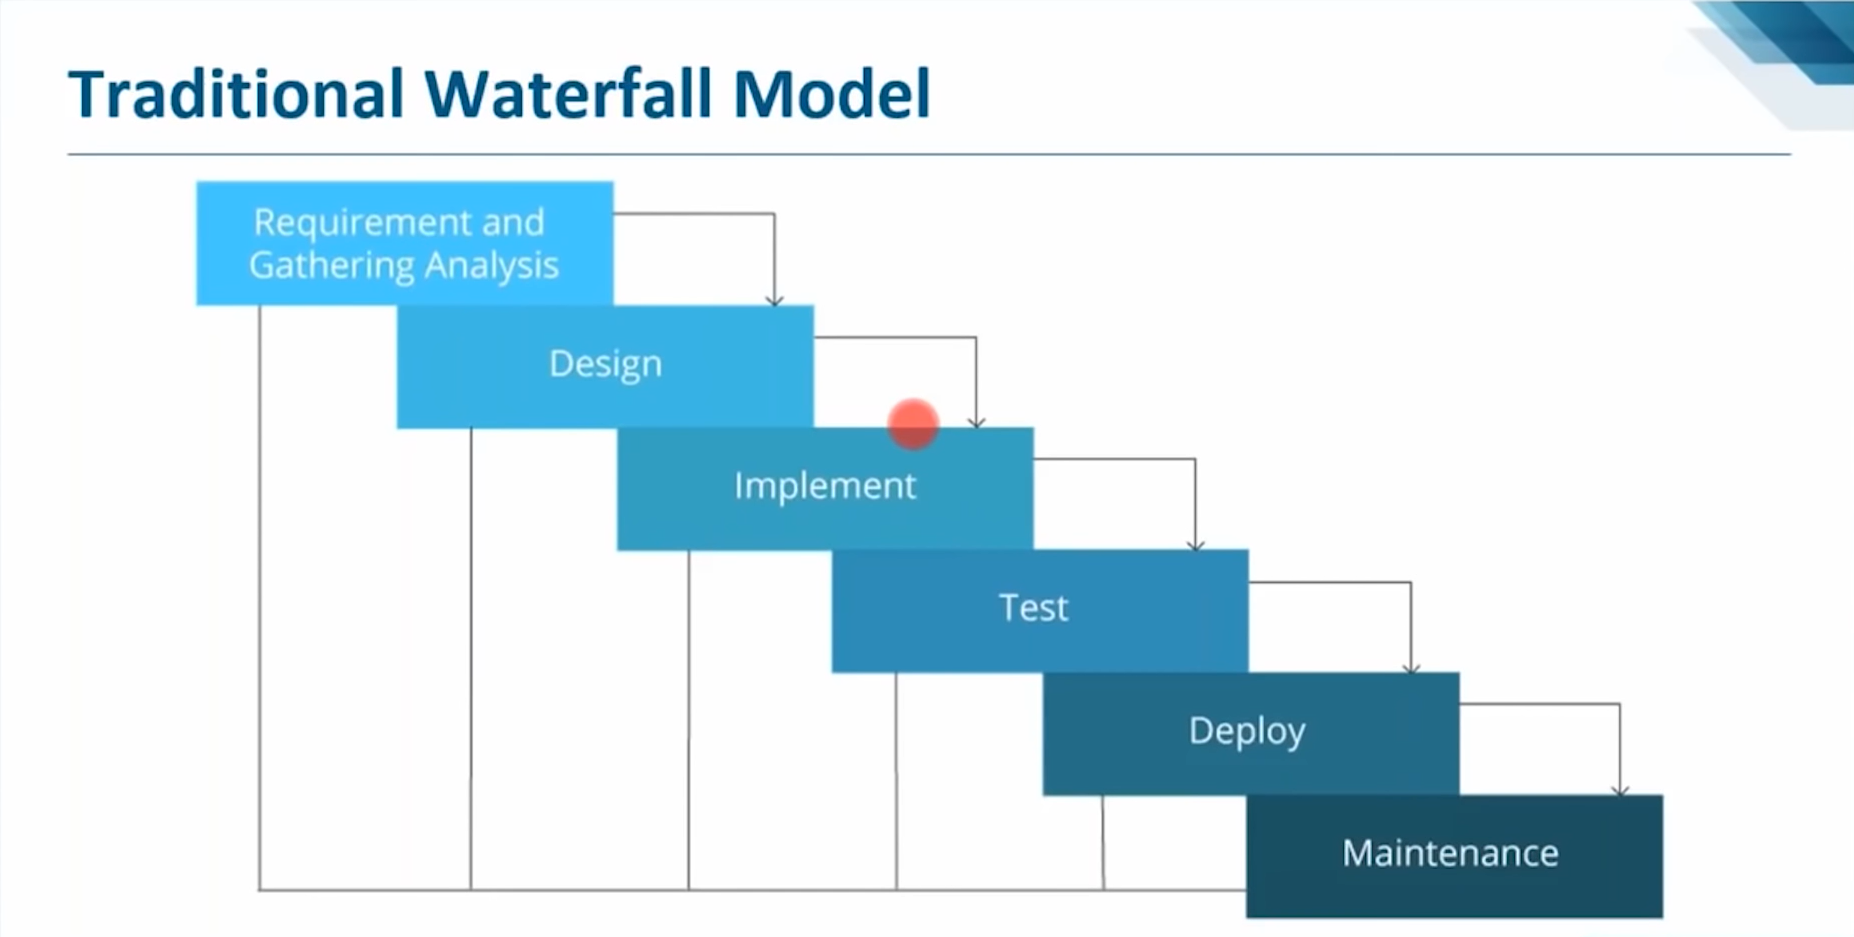 Traditional Waterfall Model
Requirement and
Gathering Analysis
Design
Implement
Test
Deploy
Maintenance